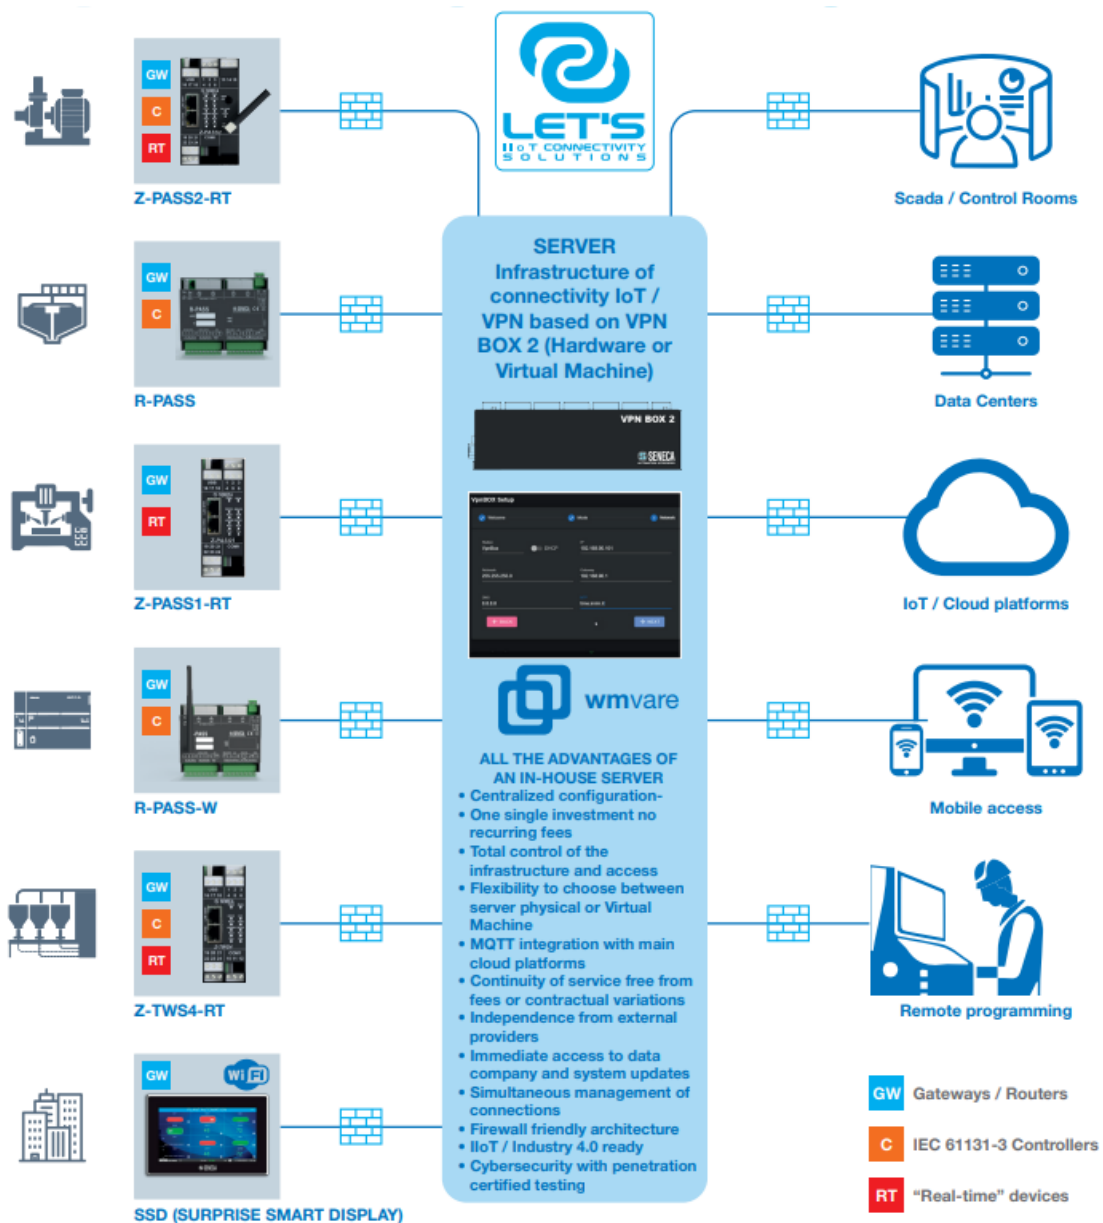 LET'S
IIoT CONNECTIVITY
SOLUTIONS
GW
C
RT
Z-PASS2-RT
Scada / Control Rooms
GW
C
R-PASS
Data Centers
GW
RT
Z-PASS1-RT
IoT / Cloud platforms
GW
C
R-PASS-W
Mobile access
GW
C
RT
Z-TWS4-RT
Remote programming
GW
WiFi
SSD (SURPRISE SMART DISPLAY)
SERVER
Infrastructure of
connectivity IoT /
VPN based on VPN
BOX 2 (Hardware or
Virtual Machine)
VPN BOX 2
SENECA
VpnBOX Setup
wmvare
ALL THE ADVANTAGES OF
AN IN-HOUSE SERVER
• Centralized configuration-
• One single investment no
recurring fees
• Total control of the
infrastructure and access
• Flexibility to choose between
server physical or Virtual
Machine
• MQTT integration with main
cloud platforms
• Continuity of service free from
fees or contractual variations
• Independence from external
providers
• Immediate access to data
company and system updates
• Simultaneous management of
connections
• Firewall friendly architecture
• IIoT / Industry 4.0 ready
• Cybersecurity with penetration
certified testing
GW Gateways / Routers
C IEC 61131-3 Controllers
RT “Real-time” devices